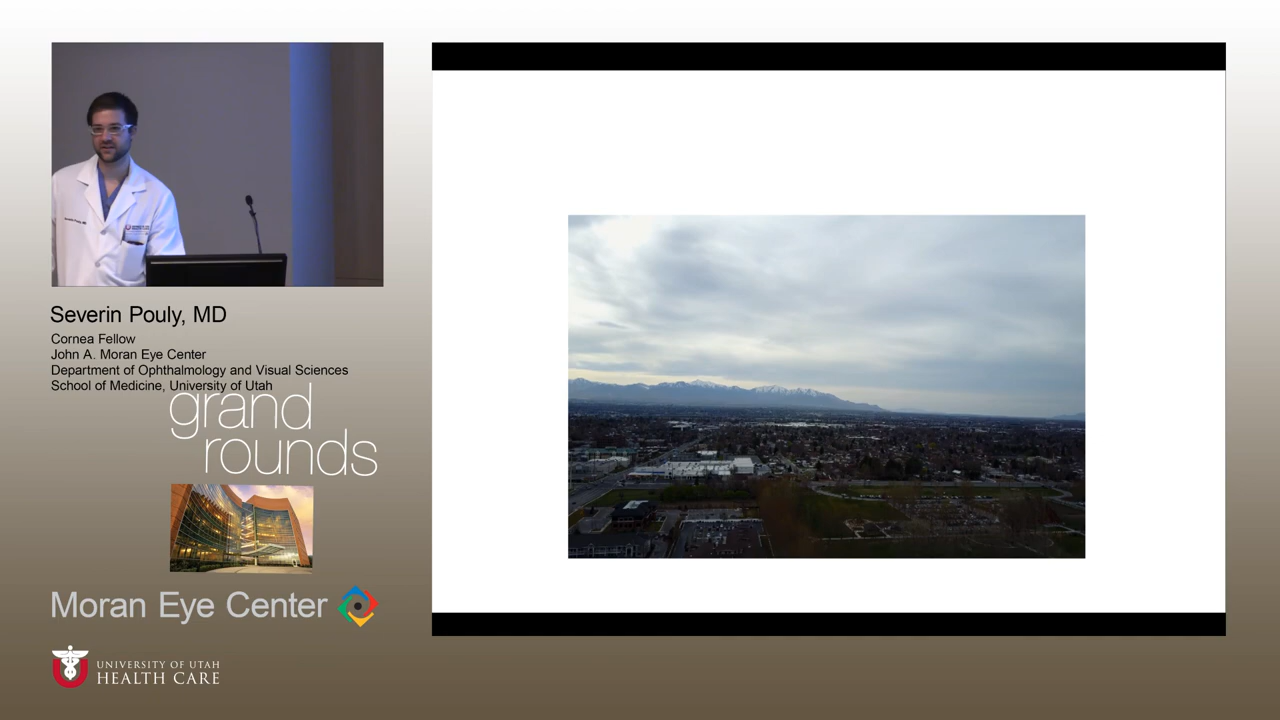 Severin Pouly, MD
Cornea Fellow
John A. Moran Eye Center
Department of Ophthalmology and Visual Sciences
School of Medicine, University of Utah
grand
rounds
Moran Eye Center
UNIVERSITY OF UTAH
HEALTH CARE